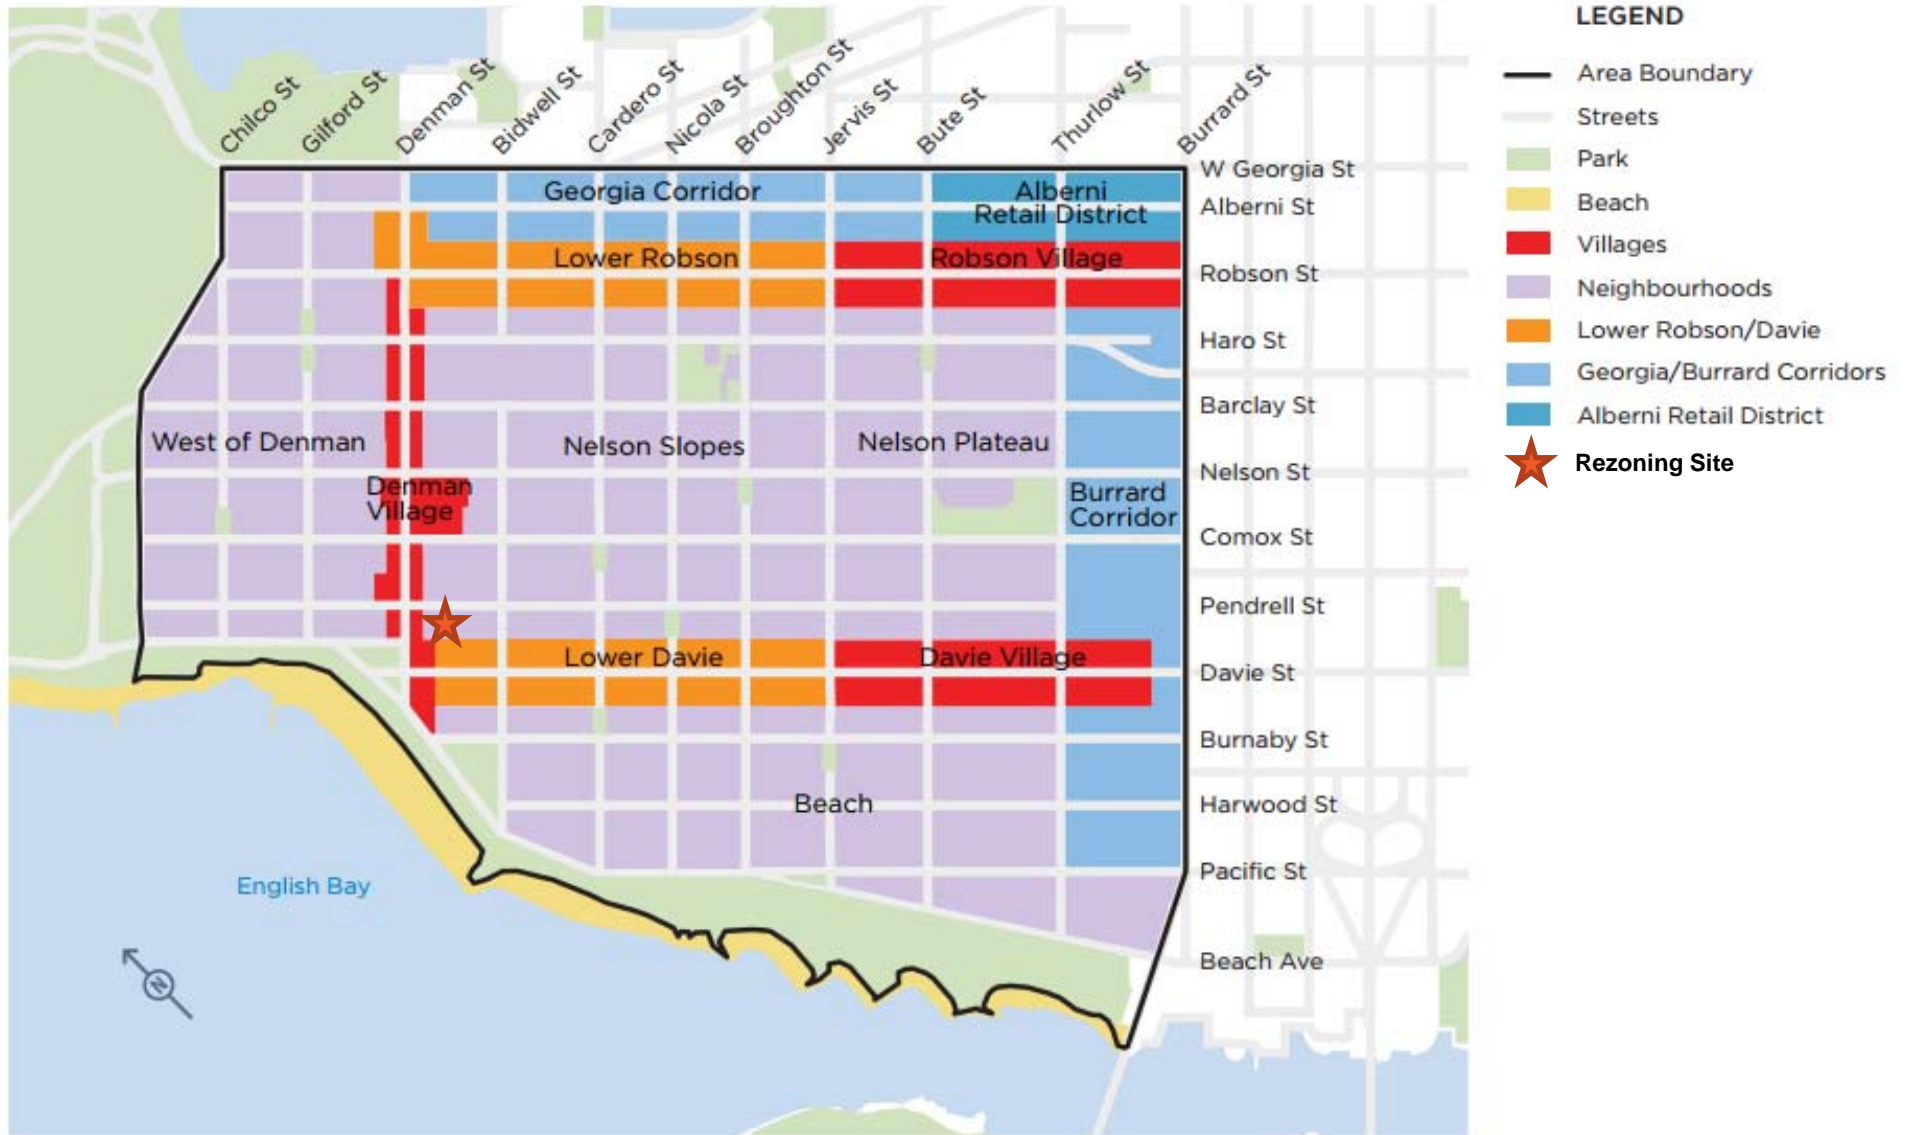 LEGEND
Area Boundary
Streets
Park
Beach
Villages
Neighbourhoods
Lower Robson/Davie
Georgia/Burrard Corridors
Alberni Retail District
Rezoning Site
Chilco St
Gilford St
Denman St
Bidwell St
Cardero St
Nicola St
Broughton St
Jervis St
Bute St
Thurlow St
Burrard St
W Georgia St
Alberni St
Robson St
Haro St
Barclay St
Nelson St
Comox St
Pendrell St
Davie St
Burnaby St
Harwood St
Pacific St
Beach Ave
Georgia Corridor
Alberni
Retail District
Lower Robson
Robson Village
West of Denman
Nelson Slopes
Nelson Plateau
Denman
Village
Burrard
Corridor
Lower Davie
Davie Village
Beach
English Bay
N